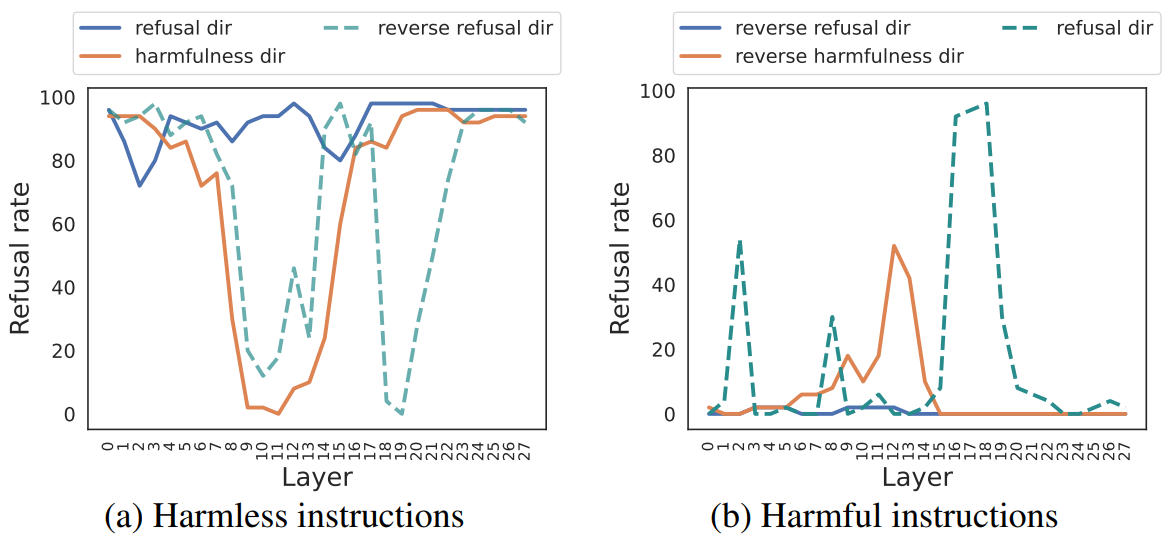 refusal dir
reverse refusal dir
harmfulness dir
reverse refusal dir
refusal dir
reverse harmfulness dir
100
80
60
40
20
0
Refusal rate
0 1 2 3 4 5 6 7 8 9 10 11 12 13 14 15 16 17 18 19 20 21 22 23 24 25 26 27
Layer
(a) Harmless instructions
100
80
60
40
20
0
Refusal rate
0 1 2 3 4 5 6 7 8 9 10 11 12 13 14 15 16 17 18 19 20 21 22 23 24 25 26 27
Layer
(b) Harmful instructions